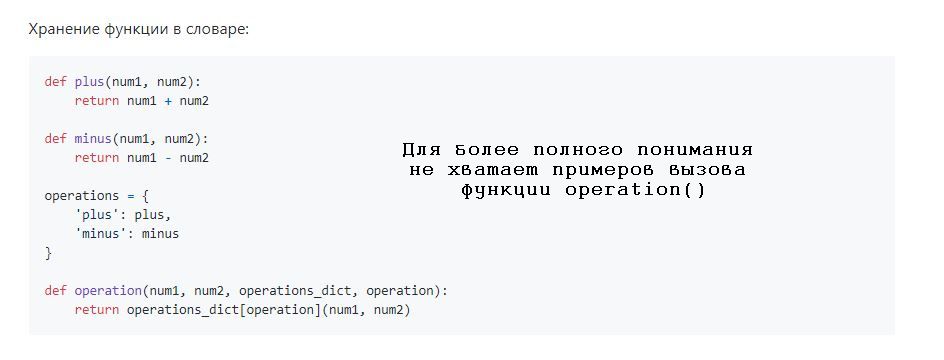 Хранение функции в словаре:
def plus(num1, num2):
    return num1 + num2
def minus(num1, num2):
    return num1 - num2
Для более полного понимания
не хватает примеров вызова
функции operation()
operations = {
    'plus': plus,
    'minus': minus
}
def operation(num1, num2, operations_dict, operation):
    return operations_dict[operation](num1, num2)